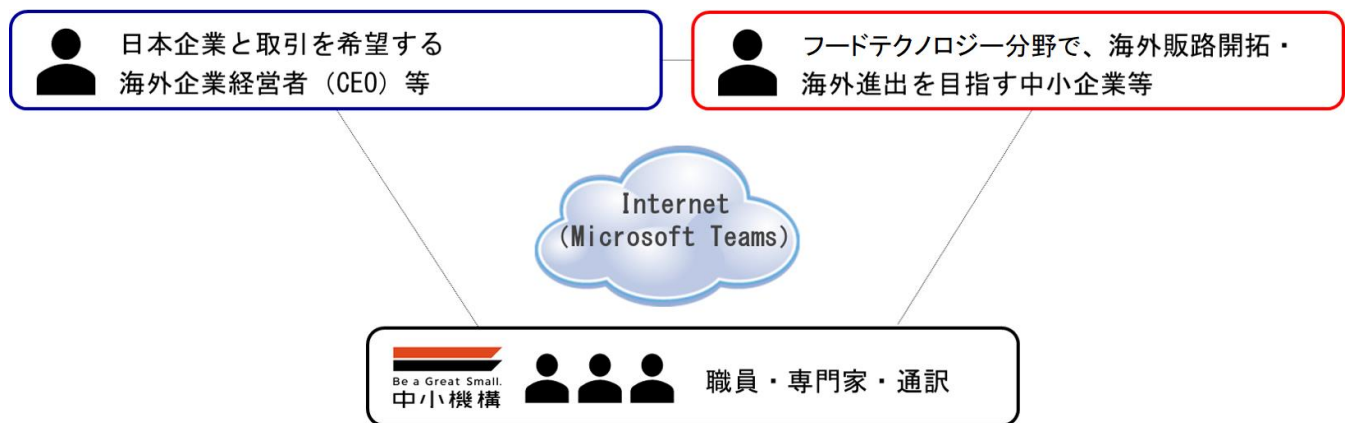 日本企業と取引を希望する
海外企業経営者（CEO）等
フードテクノロジー分野で、海外販路開拓・
海外進出を目指す中小企業等
Internet
(Microsoft Teams)
Be a Great Small.
中小機構
職員・専門家・通訳